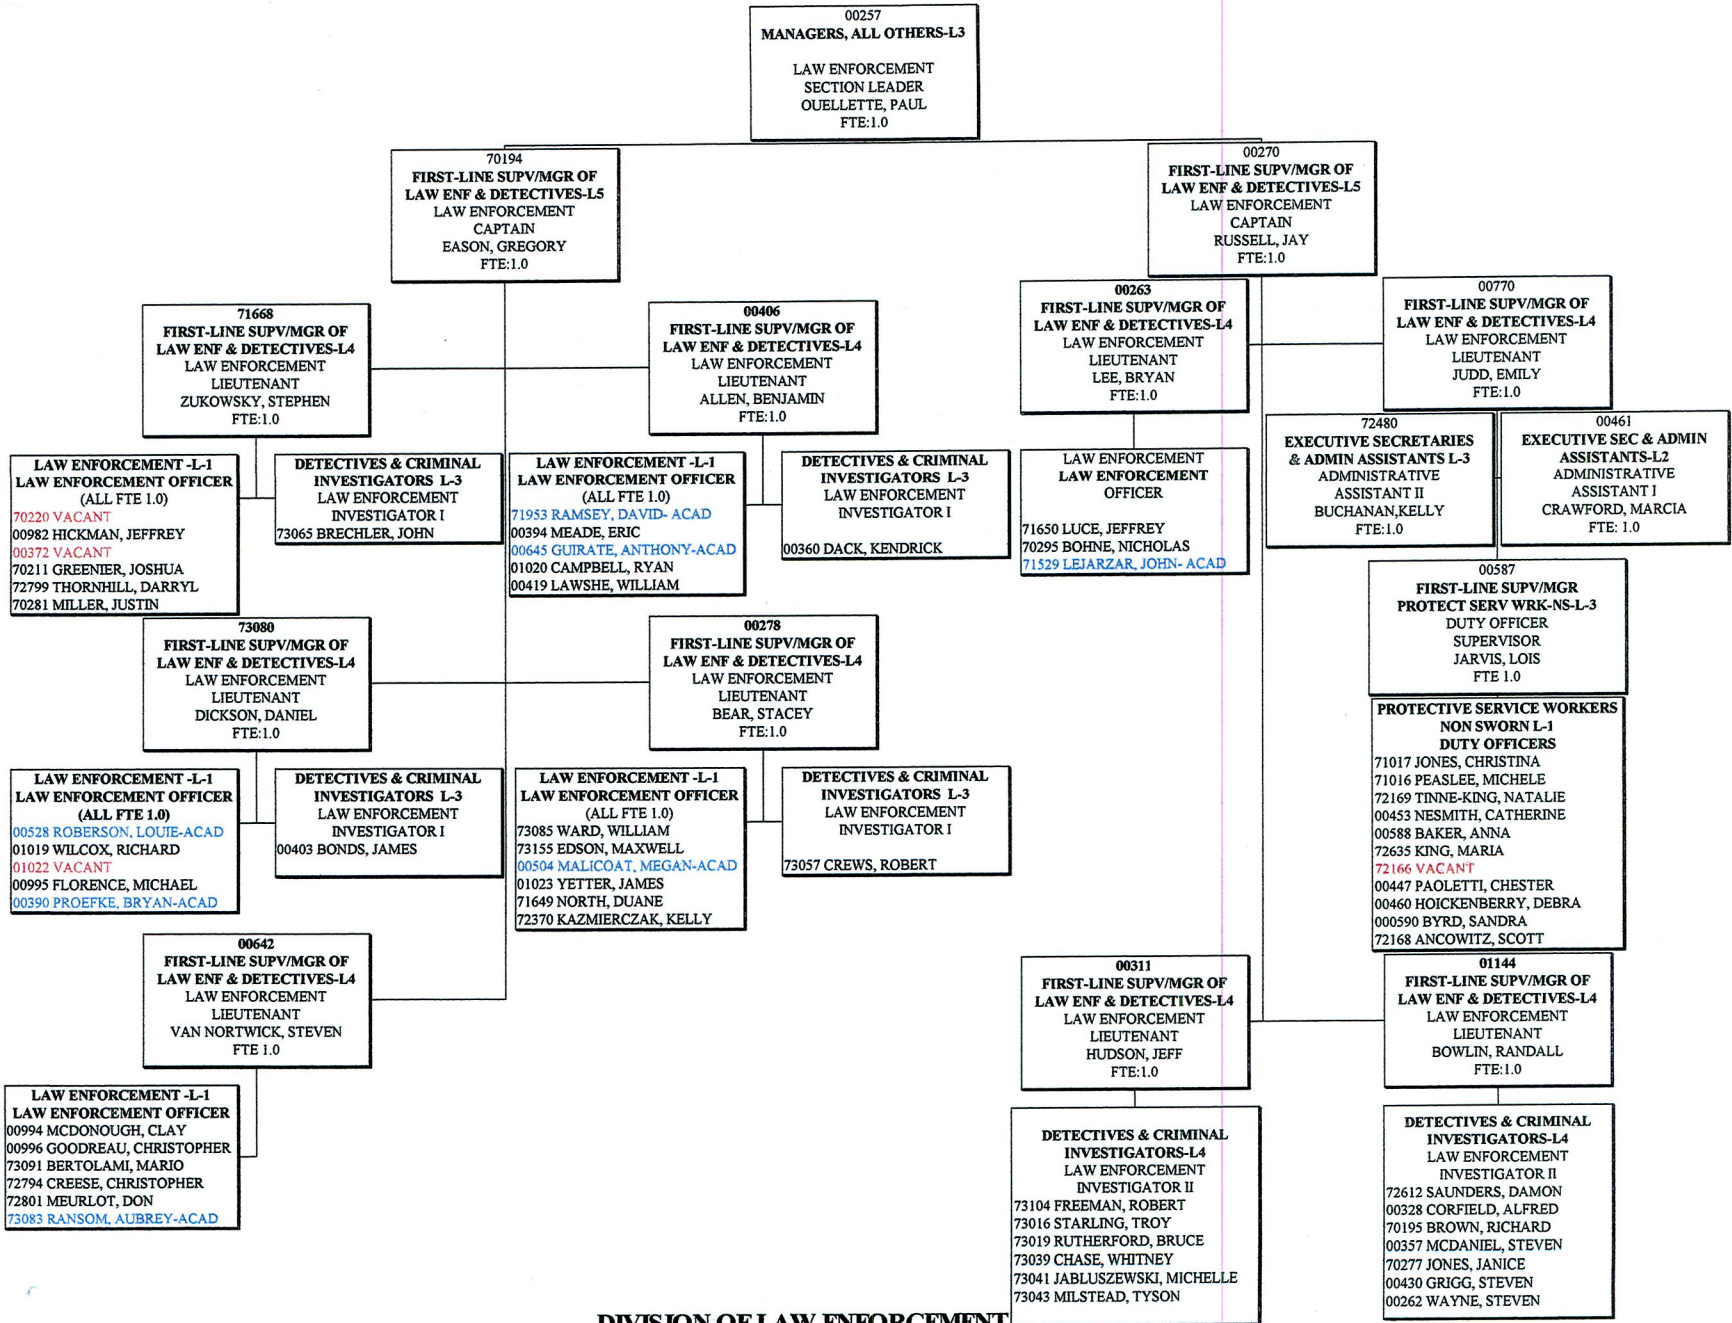 00257
MANAGERS, ALL OTHERS-L3
LAW ENFORCEMENT
SECTION LEADER
OUELLETTE, PAUL
FTE:1.0
70194
FIRST-LINE SUPV/MGR OF
LAW ENF & DETECTIVES-L5
LAW ENFORCEMENT
CAPTAIN
EASON, GREGORY
FTE:1.0
00270
FIRST-LINE SUPV/MGR OF
LAW ENF & DETECTIVES-L5
LAW ENFORCEMENT
CAPTAIN
RUSSELL, JAY
FTE:1.0
71668
FIRST-LINE SUPV/MGR OF
LAW ENF & DETECTIVES-L4
LAW ENFORCEMENT
LIEUTENANT
ZUKOWSKY, STEPHEN
FTE:1.0
00406
FIRST-LINE SUPV/MGR OF
LAW ENF & DETECTIVES-L4
LAW ENFORCEMENT
LIEUTENANT
ALLEN, BENJAMIN
FTE:1.0
00263
FIRST-LINE SUPV/MGR OF
LAW ENF & DETECTIVES-L4
LAW ENFORCEMENT
LIEUTENANT
LEE, BRYAN
FTE:1.0
00770
FIRST-LINE SUPV/MGR OF
LAW ENF & DETECTIVES-L4
LAW ENFORCEMENT
LIEUTENANT
JUDD, EMILY
FTE:1.0
LAW ENFORCEMENT -L-1
LAW ENFORCEMENT OFFICER
(ALL FTE 1.0)
70220 VACANT
00982 HICKMAN, JEFFREY
00372 VACANT
70211 GREENIER, JOSHUA
72799 THORNHILL, DARRYL
70281 MILLER, JUSTIN
DETECTIVES & CRIMINAL
INVESTIGATORS L-3
LAW ENFORCEMENT
INVESTIGATOR I
73065 BRECHLER, JOHN
LAW ENFORCEMENT -L-1
LAW ENFORCEMENT OFFICER
(ALL FTE 1.0)
71953 RAMSEY, DAVID- ACAD
00394 MEADE, ERIC
00645 GUIRATE, ANTHONY-ACAD
01020 CAMPBELL, RYAN
00419 LAWSHE, WILLIAM
DETECTIVES & CRIMINAL
INVESTIGATORS L-3
LAW ENFORCEMENT
INVESTIGATOR I
00360 DACK, KENDRICK
LAW ENFORCEMENT
LAW ENFORCEMENT
OFFICER
71650 LUCE, JEFFREY
70295 BOHNE, NICHOLAS
71529 LEJARZAR, JOHN- ACAD
72480
EXECUTIVE SECRETARIES
& ADMIN ASSISTANTS L-3
ADMINISTRATIVE
ASSISTANT II
BUCHANAN,KELLY
FTE:1.0
00461
EXECUTIVE SEC & ADMIN
ASSISTANTS-L2
ADMINISTRATIVE
ASSISTANT I
CRAWFORD, MARCIA
FTE: 1.0
00587
FIRST-LINE SUPV/MGR
PROTECT SERV WRK-NS-L-3
DUTY OFFICER
SUPERVISOR
JARVIS, LOIS
FTE 1.0
73080
FIRST-LINE SUPV/MGR OF
LAW ENF & DETECTIVES-L4
LAW ENFORCEMENT
LIEUTENANT
DICKSON, DANIEL
FTE:1.0
00278
FIRST-LINE SUPV/MGR OF
LAW ENF & DETECTIVES-L4
LAW ENFORCEMENT
LIEUTENANT
BEAR, STACEY
FTE:1.0
PROTECTIVE SERVICE WORKERS
NON SWORN L-1
DUTY OFFICERS
71017 JONES, CHRISTINA
71016 PEASLEE, MICHELE
72169 TINNE-KING, NATALIE
00453 NESMITH, CATHERINE
00588 BAKER, ANNA
72635 KING, MARIA
72166 VACANT
00447 PAOLETTI, CHESTER
00460 HOICKENBERRY, DEBRA
000590 BYRD, SANDRA
72168 ANCOWITZ, SCOTT
LAW ENFORCEMENT -L-1
LAW ENFORCEMENT OFFICER
(ALL FTE 1.0)
00528 ROBERSON, LOUIE-ACAD
01019 WILCOX, RICHARD
01022 VACANT
00995 FLORENCE, MICHAEL
00390 PROEFKE, BRYAN-ACAD
DETECTIVES & CRIMINAL
INVESTIGATORS L-3
LAW ENFORCEMENT
INVESTIGATOR I
00403 BONDS, JAMES
LAW ENFORCEMENT -L-1
LAW ENFORCEMENT OFFICER
(ALL FTE 1.0)
73085 WARD, WILLIAM
73155 EDSON, MAXWELL
00504 MALICOAT, MEGAN-ACAD
01023 YETTER, JAMES
71649 NORTH, DUANE
72370 KAZMIERCZAK, KELLY
DETECTIVES & CRIMINAL
INVESTIGATORS L-3
LAW ENFORCEMENT
INVESTIGATOR I
73057 CREWS, ROBERT
00642
FIRST-LINE SUPV/MGR OF
LAW ENF & DETECTIVES-L4
LAW ENFORCEMENT
LIEUTENANT
VAN NORTWICK, STEVEN
FTE 1.0
00311
FIRST-LINE SUPV/MGR OF
LAW ENF & DETECTIVES-L4
LAW ENFORCEMENT
LIEUTENANT
HUDSON, JEFF
FTE:1.0
01144
FIRST-LINE SUPV/MGR OF
LAW ENF & DETECTIVES-L4
LAW ENFORCEMENT
LIEUTENANT
BOWLIN, RANDALL
FTE:1.0
LAW ENFORCEMENT -L-1
LAW ENFORCEMENT OFFICER
00994 MCDONOUGH, CLAY
00996 GOODREAU, CHRISTOPHER
73091 BERTOLAMI, MARIO
72794 CREESE, CHRISTOPHER
72801 MEURLOT, DON
73083 RANSOM, AUBREY-ACAD
DETECTIVES & CRIMINAL
INVESTIGATORS-L4
LAW ENFORCEMENT
INVESTIGATOR II
73104 FREEMAN, ROBERT
73016 STARLING, TROY
73019 RUTHERFORD, BRUCE
73039 CHASE, WHITNEY
73041 JABLUSZEWSKI, MICHELLE
73043 MILSTEAD, TYSON
DETECTIVES & CRIMINAL
INVESTIGATORS-L4
LAW ENFORCEMENT
INVESTIGATOR II
72612 SAUNDERS, DAMON
00328 CORFIELD, ALFRED
70195 BROWN, RICHARD
00357 MCDANIEL, STEVEN
70277 JONES, JANICE
00430 GRIGG, STEVEN
00262 WAYNE, STEVEN
DIVISION OF LAW ENFORCEMENT